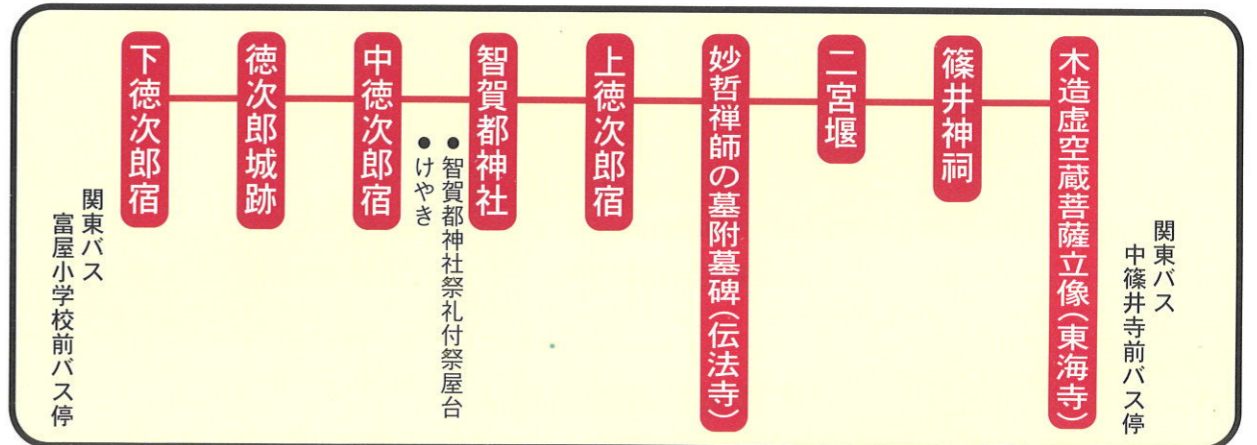 関東バス
中篠井寺前バス停
木造虚空蔵菩薩立像(東海寺)
篠井神祠
二宮堰
妙哲禅師の墓附墓碑(伝法寺)
上徳次郎宿
智賀都神社
●智賀都神社祭礼付祭屋台
●けやき
中徳次郎宿
徳次郎城跡
下徳次郎宿
関東バス
富屋小学校前バス停